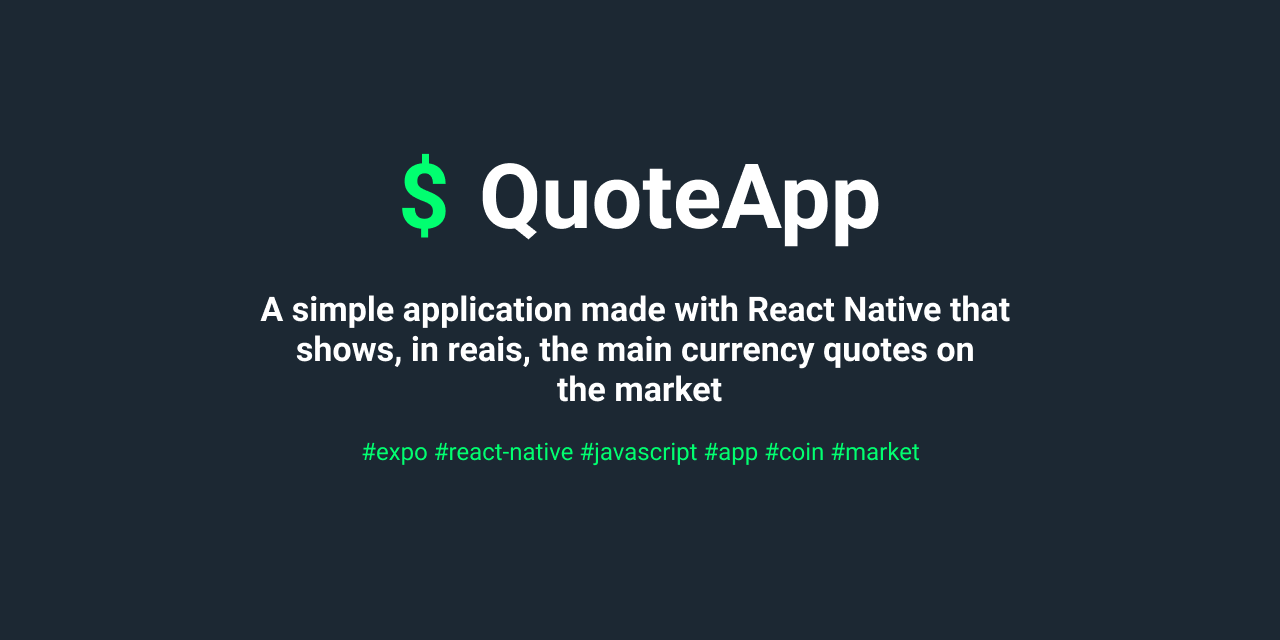 $ QuoteApp
A simple application made with React Native that
shows, in reais, the main currency quotes on
the market
#expo #react-native #javascript #app #coin #market